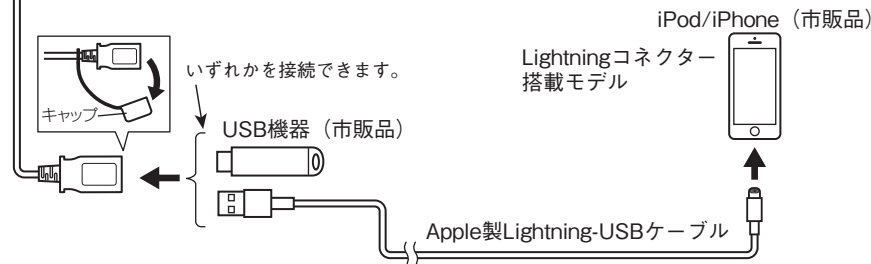 iPod/iPhone（市販品）
Lightningコネクター
搭載モデル
いずれかを接続できます。
キャップ
USB機器（市販品）
Apple製Lightning-USBケーブル